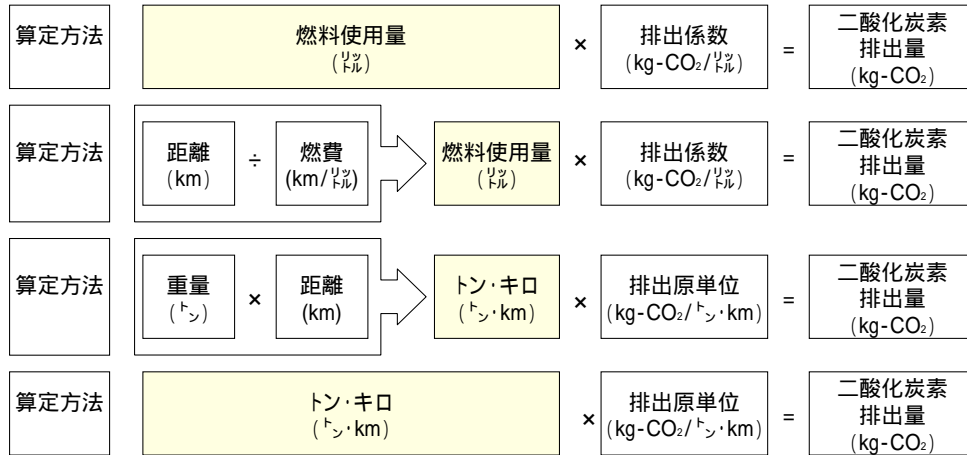 算定方法
燃料使用量
(リットル)
×
排出係数
(kg-CO₂/リットル)
=
二酸化炭素
排出量
(kg-CO₂)
算定方法
距離
(km)
÷
燃費
(km/リットル)
燃料使用量
(リットル)
×
排出係数
(kg-CO₂/リットル)
=
二酸化炭素
排出量
(kg-CO₂)
算定方法
重量
(トン)
×
距離
(km)
トン・キロ
(トン・km)
×
排出原単位
(kg-CO₂/トン・km)
=
二酸化炭素
排出量
(kg-CO₂)
算定方法
トン・キロ
(トン・km)
×
排出原単位
(kg-CO₂/トン・km)
=
二酸化炭素
排出量
(kg-CO₂)